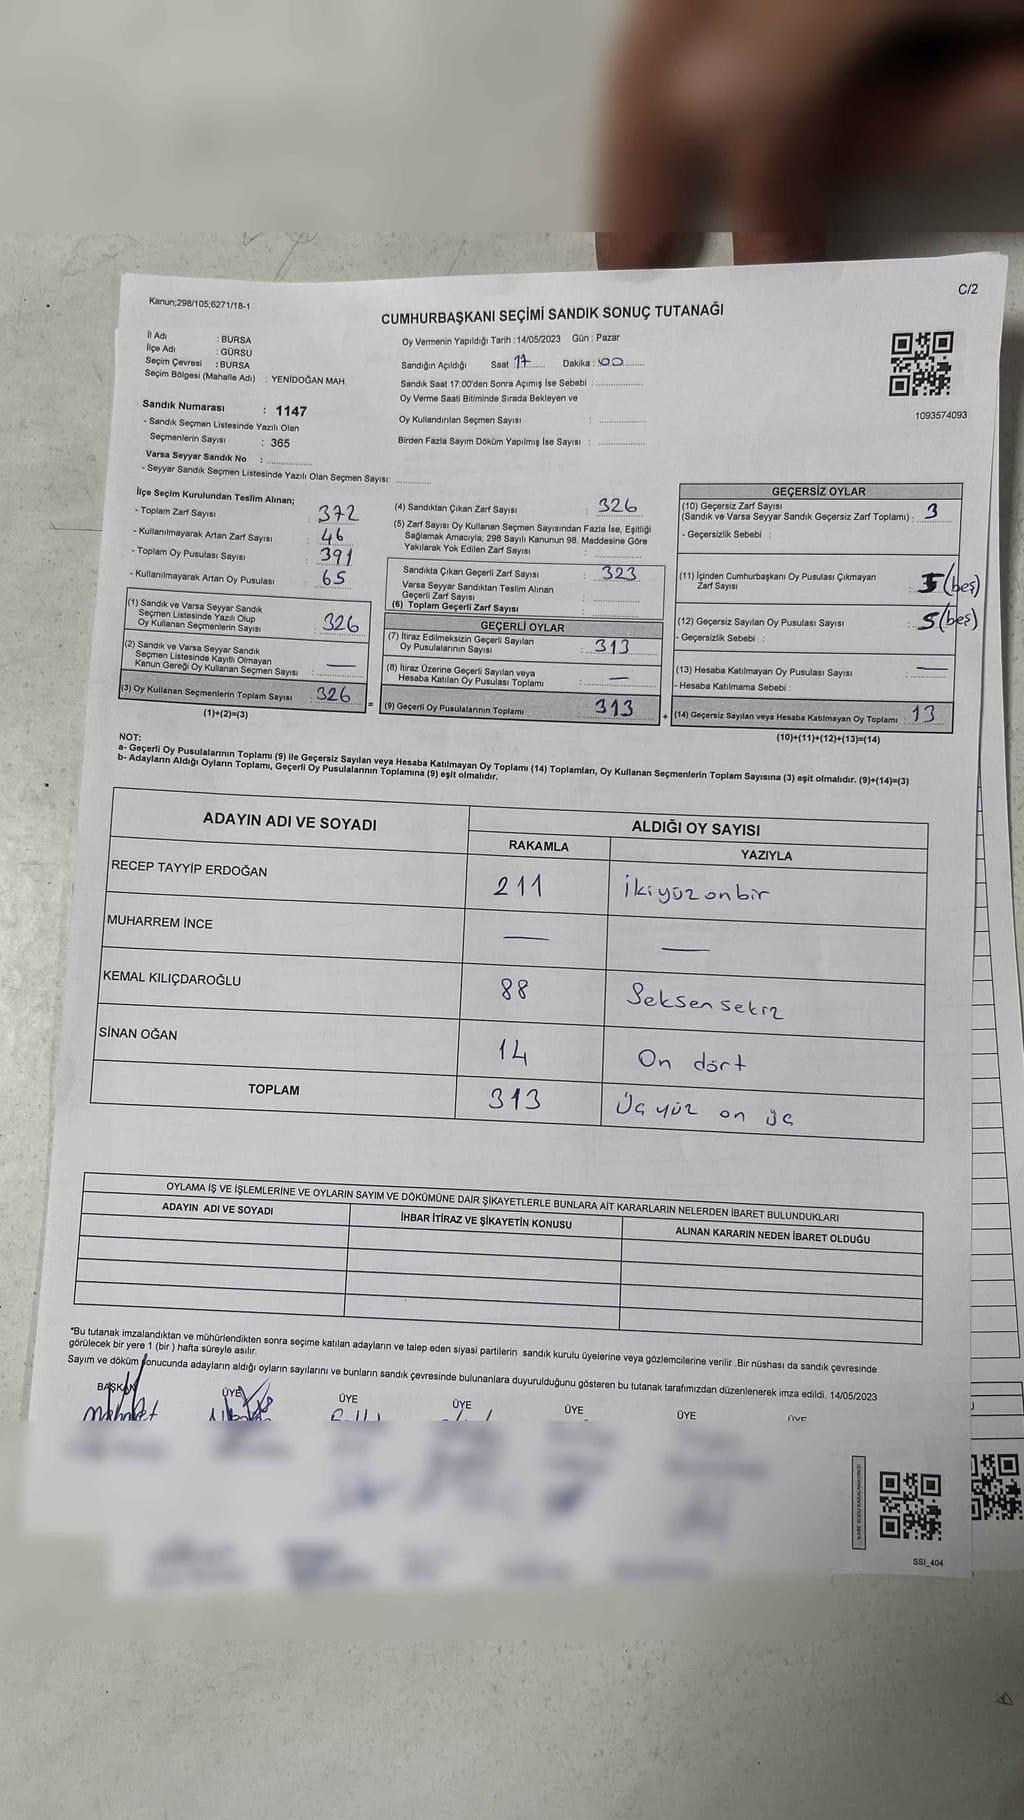 Kanun;298/105,6271/18-1
C/2
CUMHURBAŞKANI SEÇİMİ SANDIK SONUÇ TUTANAĞI
İl Adı : BURSA
İlçe Adı : GÜRSU
Seçim Çevresi : BURSA
Seçim Bölgesi (Mahalle Adı) : YENİDOĞAN MAH.
Sandık Numarası : 1147
- Sandık Seçmen Listesinde Yazılı Olan
Seçmenlerin Sayısı : 365
Varsa Seyyar Sandık No : ..............
- Seyyar Sandık Seçmen Listesinde Yazılı Olan Seçmen Sayısı: ............
Oy Vermenin Yapıldığı Tarih : 14/05/2023 Gün : Pazar
Sandığın Açıldığı Saat 17 Dakika : 00
Sandık Saat 17:00'den Sonra Açımış İse Sebebi : ................
Oy Verme Saati Bitiminde Sırada Bekleyen ve
Oy Kullandırılan Seçmen Sayısı : ................
Birden Fazla Sayım Döküm Yapılmış İse Sayısı : ................
1093574093
İlçe Seçim Kurulundan Teslim Alınan;
- Toplam Zarf Sayısı : 372
- Kullanılmayarak Artan Zarf Sayısı : 46
- Toplam Oy Pusulası Sayısı : 391
- Kullanılmayarak Artan Oy Pusulası : 65
(1) Sandık ve Varsa Seyyar Sandık
Seçmen Listesinde Yazılı Olup
Oy Kullanan Seçmenlerin Sayısı : 326
(2) Sandık ve Varsa Seyyar Sandık
Seçmen Listesinde Kayıtlı Olmayan
Kanun Gereği Oy Kullanan Seçmen Sayısı : —
(3) Oy Kullanan Seçmenlerin Toplam Sayısı : 326
(1)+(2)=(3)
(4) Sandıktan Çıkan Zarf Sayısı : 326
(5) Zarf Sayısı Oy Kullanan Seçmen Sayısından Fazla İse, Eşitliği
Sağlamak Amacıyla; 298 Sayılı Kanunun 98. Maddesine Göre
Yakılarak Yok Edilen Zarf Sayısı : ............
Sandıkta Çıkan Geçerli Zarf Sayısı : 323
Varsa Seyyar Sandıktan Teslim Alınan
Geçerli Zarf Sayısı : ............
(6) Toplam Geçerli Zarf Sayısı : ............
GEÇERLİ OYLAR
(7) İtiraz Edilmeksizin Geçerli Sayılan
Oy Pusulalarının Sayısı : 313
(8) İtiraz Üzerine Geçerli Sayılan veya
Hesaba Katılan Oy Pusulası Toplamı : —
= (9) Geçerli Oy Pusulalarının Toplamı 313
GEÇERSİZ OYLAR
(10) Geçersiz Zarf Sayısı
(Sandık ve Varsa Seyyar Sandık Geçersiz Zarf Toplamı) : 3
- Geçersizlik Sebebi :
(11) İçinden Cumhurbaşkanı Oy Pusulası Çıkmayan
Zarf Sayısı : 5 (beş)
(12) Geçersiz Sayılan Oy Pusulası Sayısı : 5 (beş)
- Geçersizlik Sebebi :
(13) Hesaba Katılmayan Oy Pusulası Sayısı : —
- Hesaba Katılmama Sebebi :
+ (14) Geçersiz Sayılan veya Hesaba Katılmayan Oy Toplamı : 13
(10)+(11)+(12)+(13)=(14)
NOT:
a- Geçerli Oy Pusulalarının Toplamı (9) ile Geçersiz Sayılan veya Hesaba Katılmayan Oy Toplamı (14) Toplamları, Oy Kullanan Seçmenlerin Toplam Sayısına (3) eşit olmalıdır. (9)+(14)=(3)
b- Adayların Aldığı Oyların Toplamı, Geçerli Oy Pusulalarının Toplamına (9) eşit olmalıdır.
ADAYIN ADI VE SOYADI ALDIĞI OY SAYISI
RAKAMLA YAZIYLA
RECEP TAYYİP ERDOĞAN 211 İkiyüzonbir
MUHARREM İNCE — —
KEMAL KILIÇDAROĞLU 88 Seksen sekiz
SİNAN OĞAN 14 On dört
TOPLAM 313 Üç yüz on üç
OYLAMA İŞ VE İŞLEMLERİNE VE OYLARIN SAYIM VE DÖKÜMÜNE DAİR ŞİKAYETLERLE BUNLARA AİT KARARLARIN NELERDEN İBARET BULUNDUKLARI
ADAYIN ADI VE SOYADI İHBAR İTİRAZ VE ŞİKAYETİN KONUSU ALINAN KARARIN NEDEN İBARET OLDUĞU
*Bu tutanak imzalandıktan ve mühürlendikten sonra seçime katılan adayların ve talep eden siyasi partilerin sandık kurulu üyelerine veya gözlemcilerine verilir .Bir nüshası da sandık çevresinde
görülecek bir yere 1 (bir ) hafta süreyle asılır.
Sayım ve döküm sonucunda adayların aldığı oyların sayılarını ve bunların sandık çevresinde bulunanlara duyurulduğunu gösteren bu tutanak tarafımızdan düzenlenerek imza edildi. 14/05/2023
BAŞKAN ÜYE ÜYE ÜYE ÜYE ÜYE ÜYE
Mehmet
SSI_404